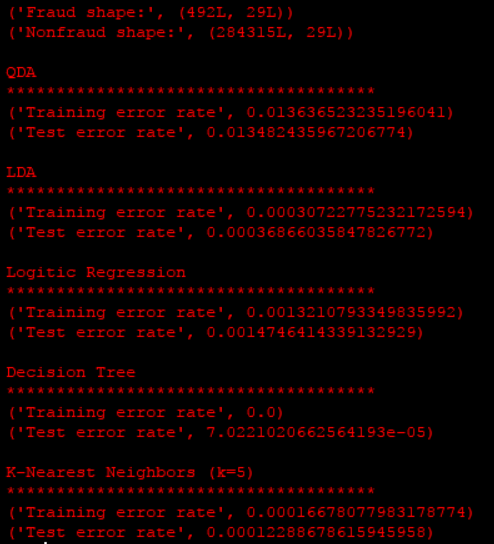 ('Fraud shape:', (492L, 29L))
('Nonfraud shape:', (284315L, 29L))
QDA
*************************************
('Training error rate', 0.013636523235196041)
('Test error rate', 0.013482435967206774)
LDA
*************************************
('Training error rate', 0.00030722775232172594)
('Test error rate', 0.00036866035847826772)
Logitic Regression
*************************************
('Training error rate', 0.0013210793349835992)
('Test error rate', 0.0014746414339132929)
Decision Tree
*************************************
('Training error rate', 0.0)
('Test error rate', 7.0221020662564193e-05)
K-Nearest Neighbors (k=5)
*************************************
('Training error rate', 0.00016678077983178774)
('Test error rate', 0.00012288678615945958)